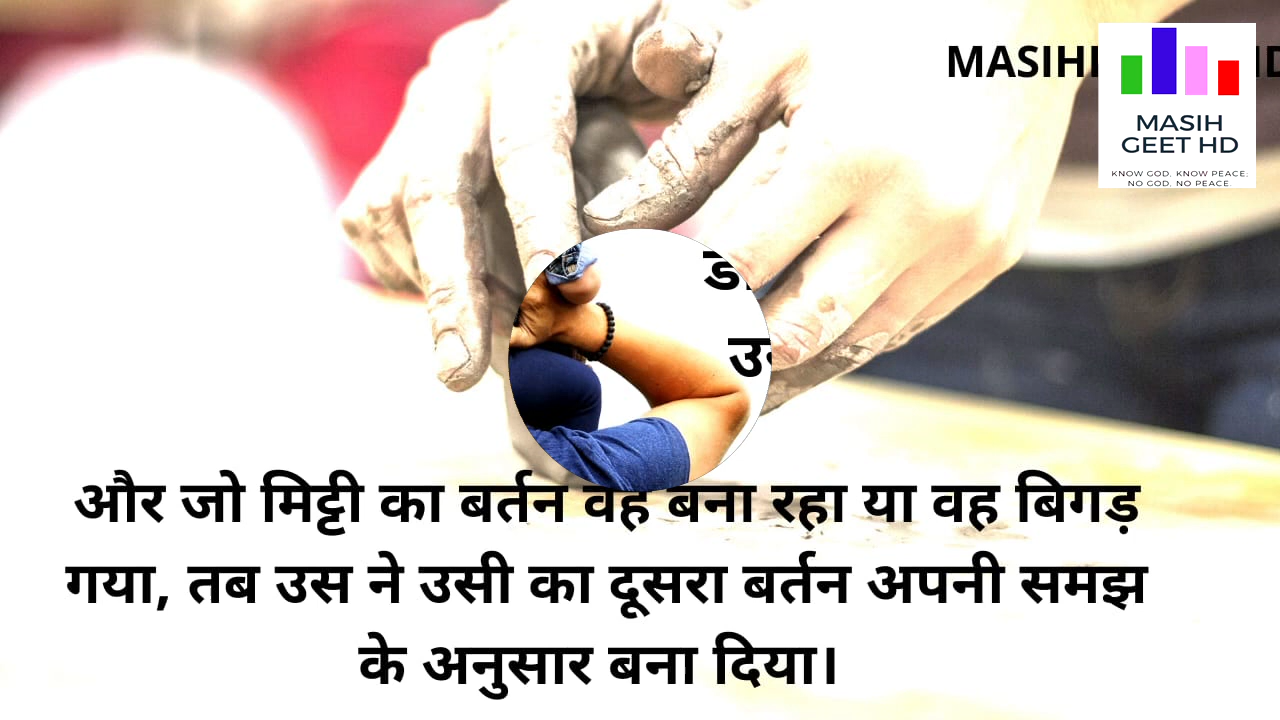 MASIH
MASIH
GEET HD
KNOW GOD, KNOW PEACE;
NO GOD, NO PEACE.
और जो मिट्टी का बर्तन वह बना रहा या वह बिगड़
गया, तब उस ने उसी का दूसरा बर्तन अपनी समझ
के अनुसार बना दिया।